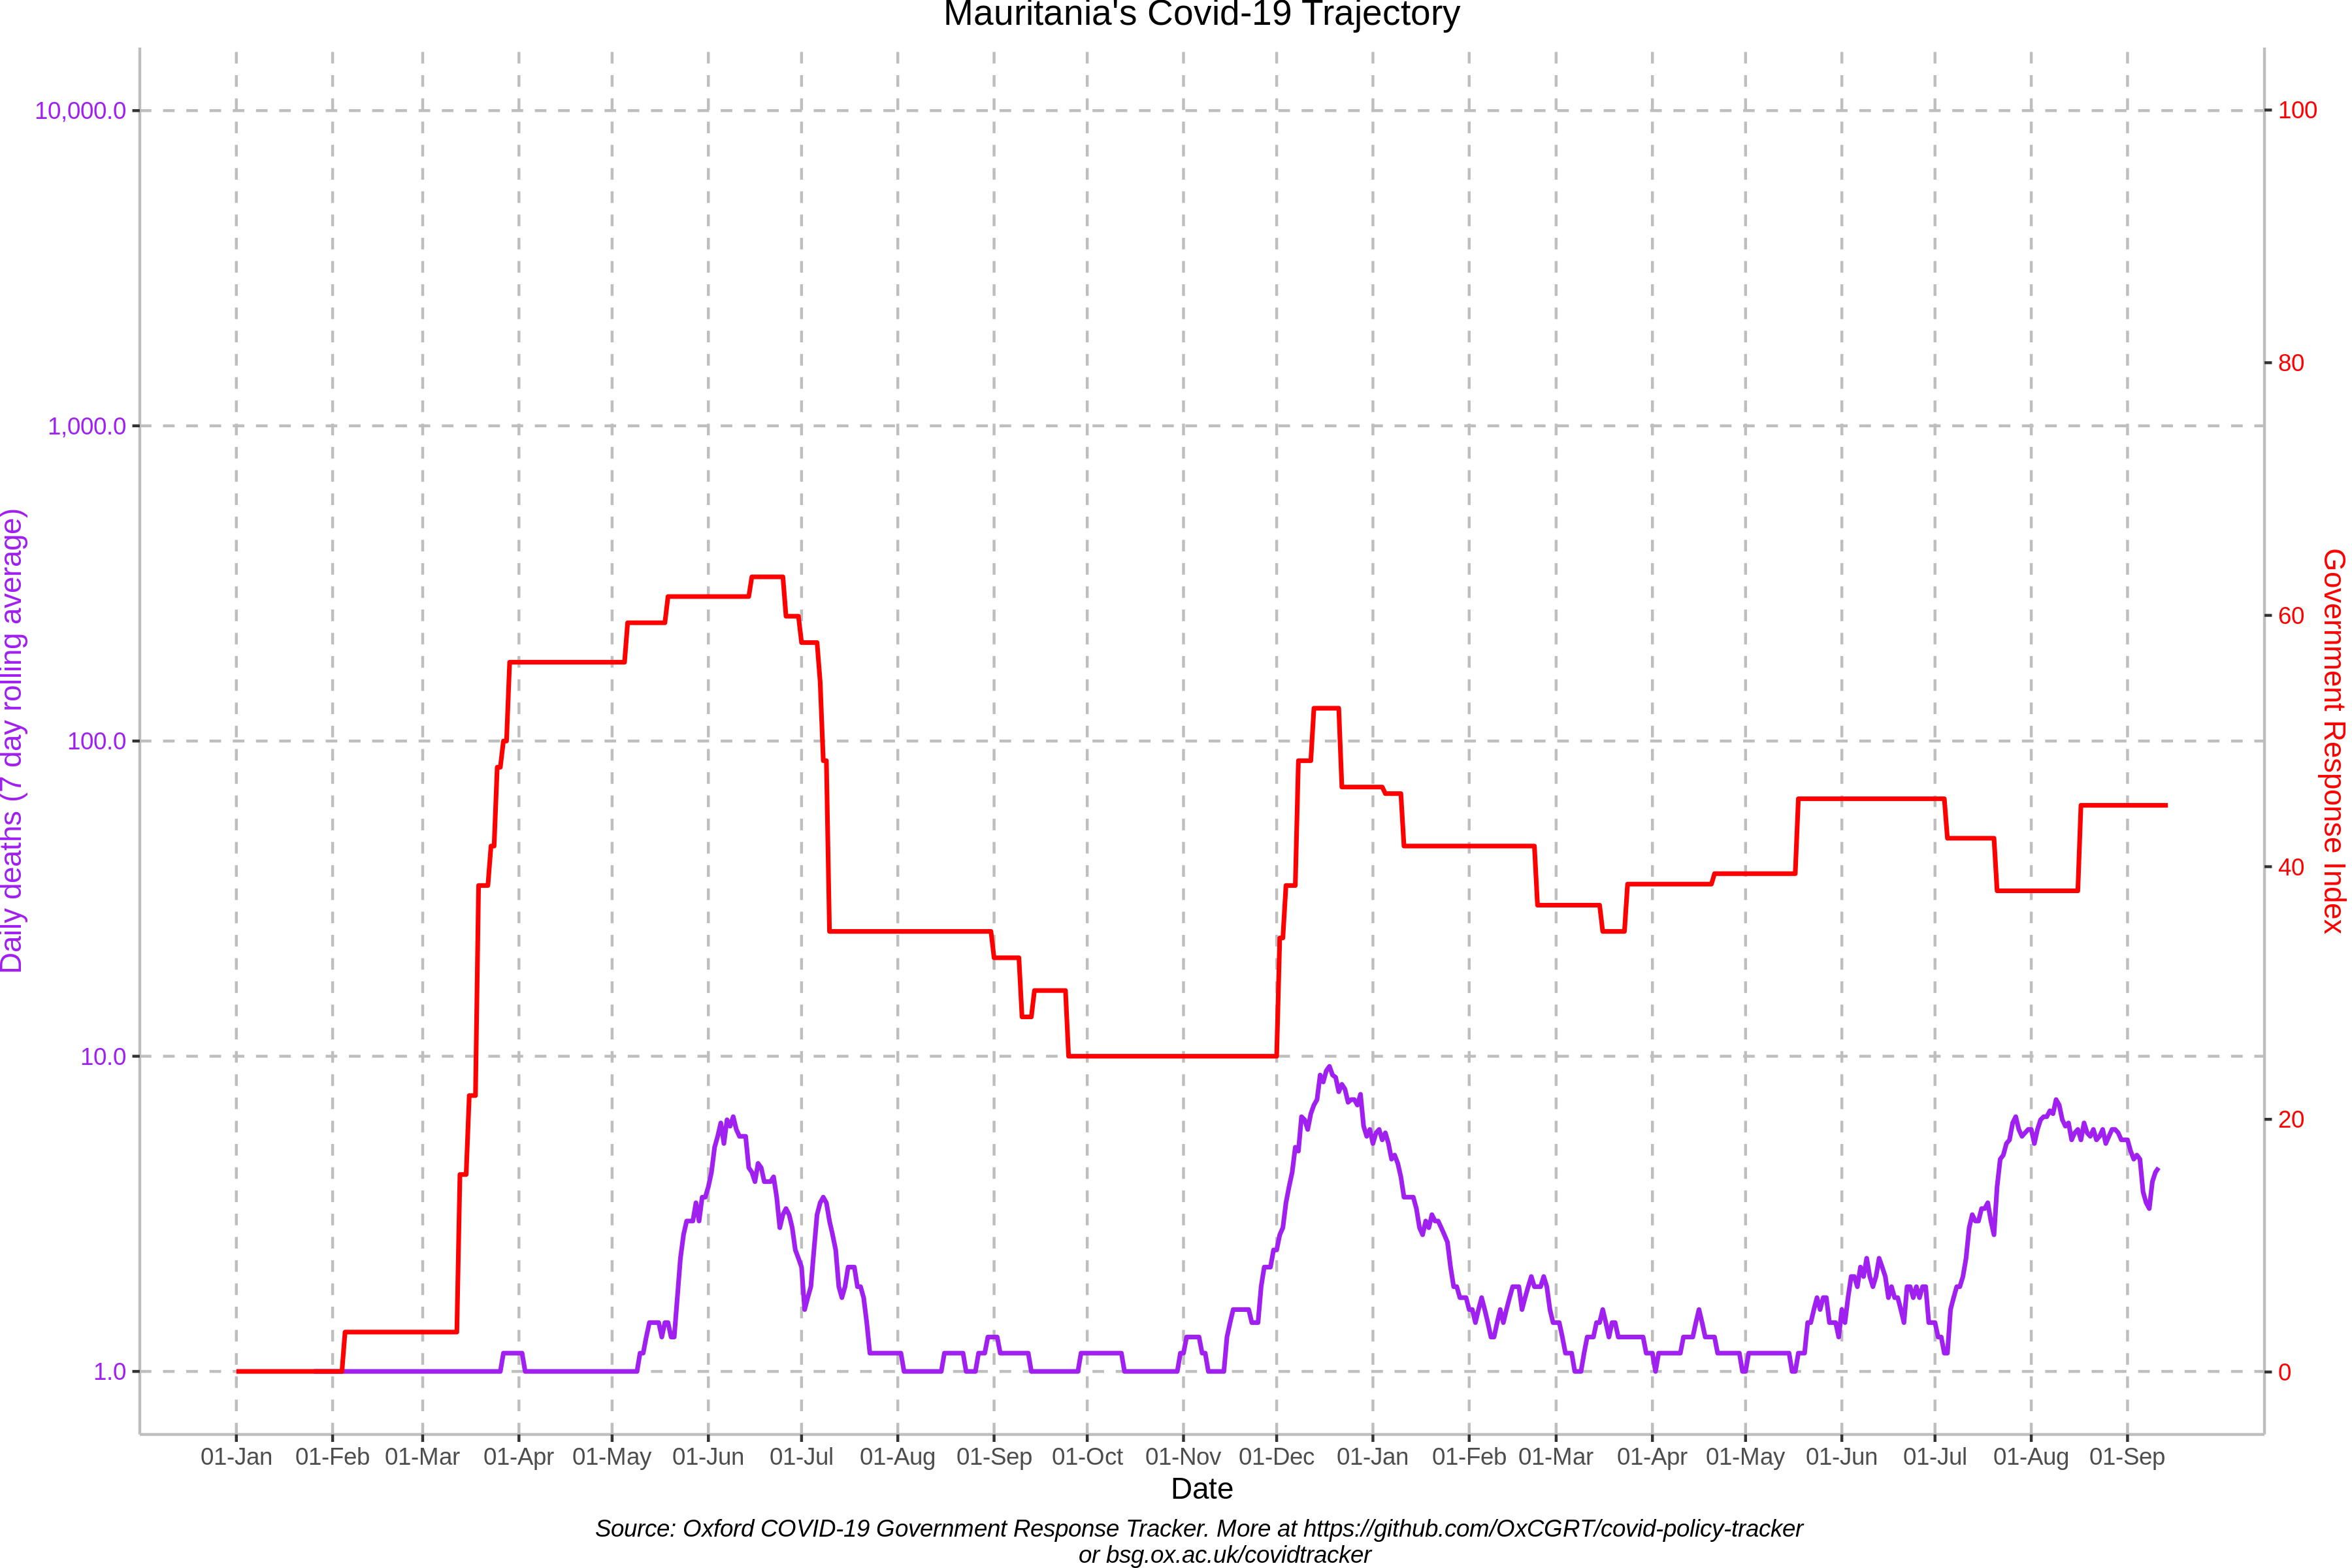 Mauritania's Covid-19 Trajectory
Daily deaths (7 day rolling average)
10,000.0
1,000.0
100.0
10.0
1.0
100
80
60
40
20
0
Government Response Index
01-Jan 01-Feb 01-Mar 01-Apr 01-May 01-Jun 01-Jul 01-Aug 01-Sep 01-Oct 01-Nov 01-Dec 01-Jan 01-Feb 01-Mar 01-Apr 01-May 01-Jun 01-Jul 01-Aug 01-Sep
Date
Source: Oxford COVID-19 Government Response Tracker. More at https://github.com/OxCGRT/covid-policy-tracker
or bsg.ox.ac.uk/covidtracker